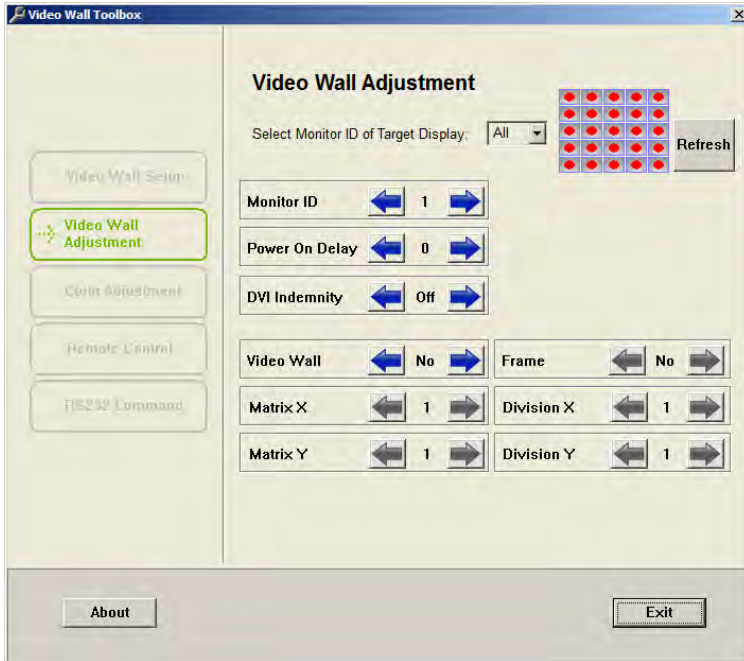 Video Wall Toolbox
Video Wall Adjustment
Select Monitor ID of Target Display: All
Refresh
Video Wall Setup
Video Wall
Adjustment
Color Adjustment
Remote Control
RS232 Command
Monitor ID 1
Power On Delay 0
DVI Indemnity Off
Video Wall No Frame No
Matrix X 1 Division X 1
Matrix Y 1 Division Y 1
About
Exit